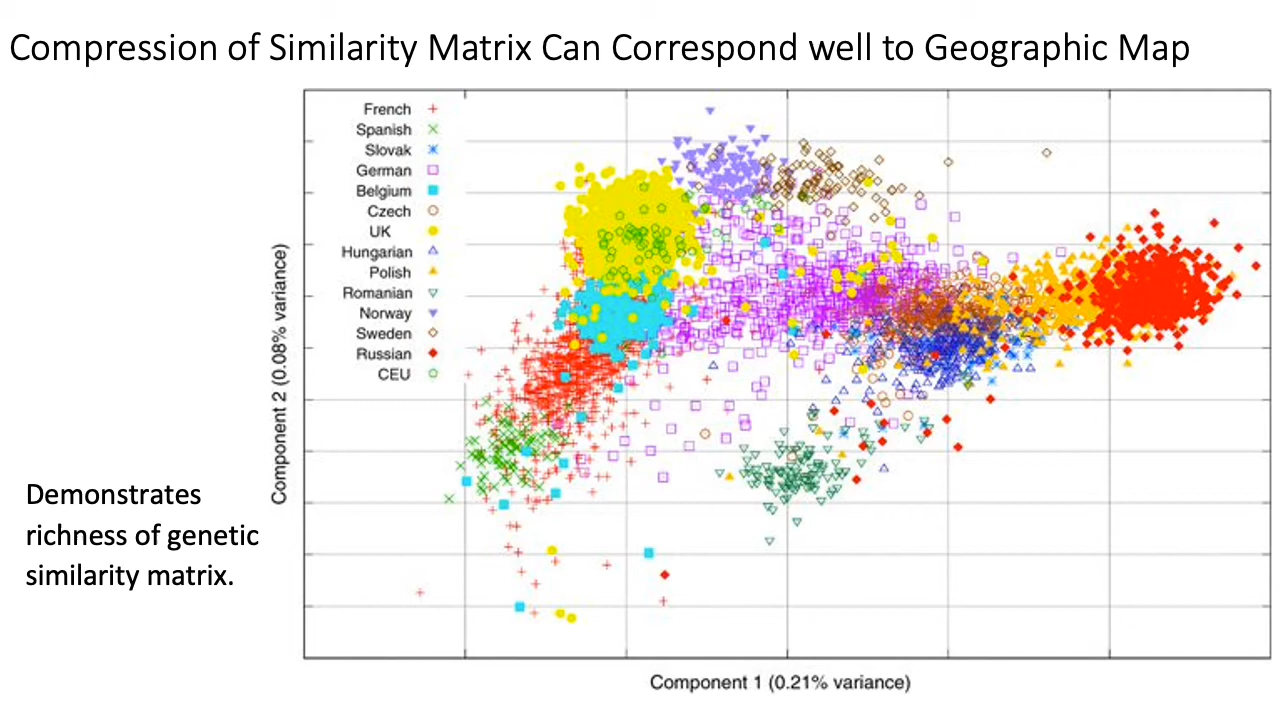 Compression of Similarity Matrix Can Correspond well to Geographic Map
French
Spanish
Slovak
German
Belgium
Czech
UK
Hungarian
Polish
Romanian
Norway
Sweden
Russian
CEU
Component 2 (0.08% variance)
Demonstrates
richness of genetic
similarity matrix.
Component 1 (0.21% variance)